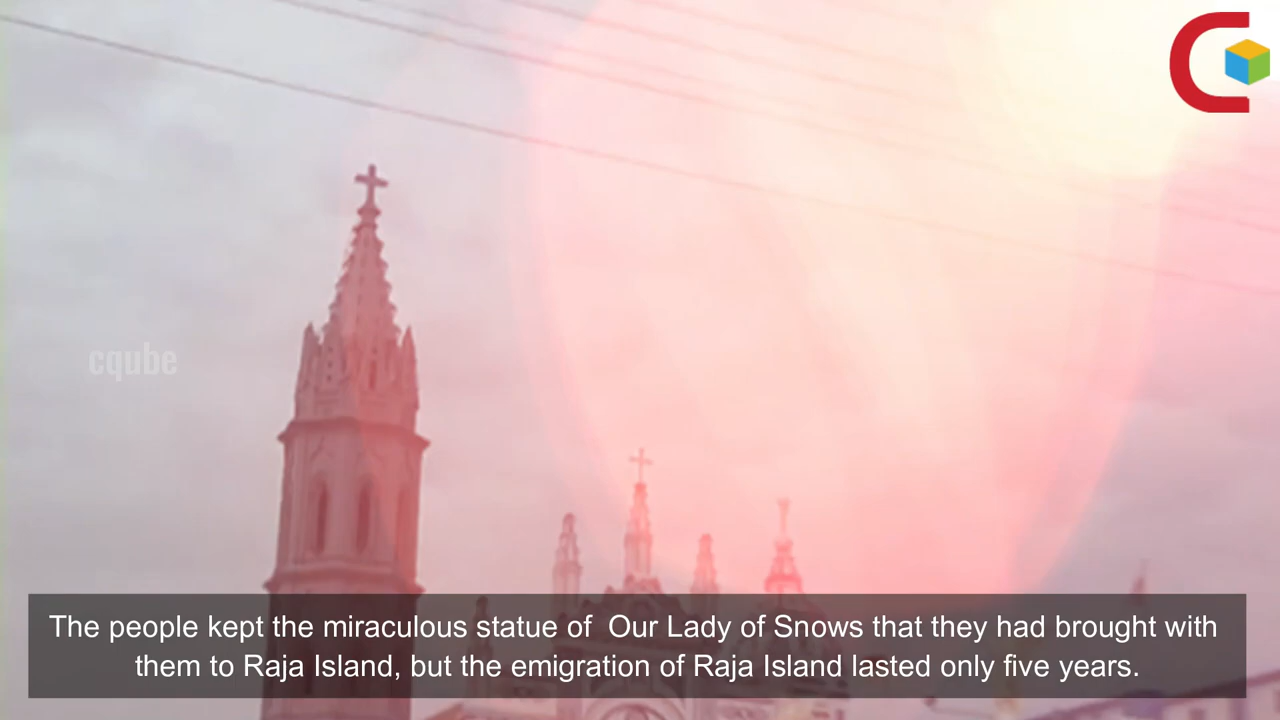 cqube
The people kept the miraculous statue of  Our Lady of Snows that they had brought with
them to Raja Island, but the emigration of Raja Island lasted only five years.